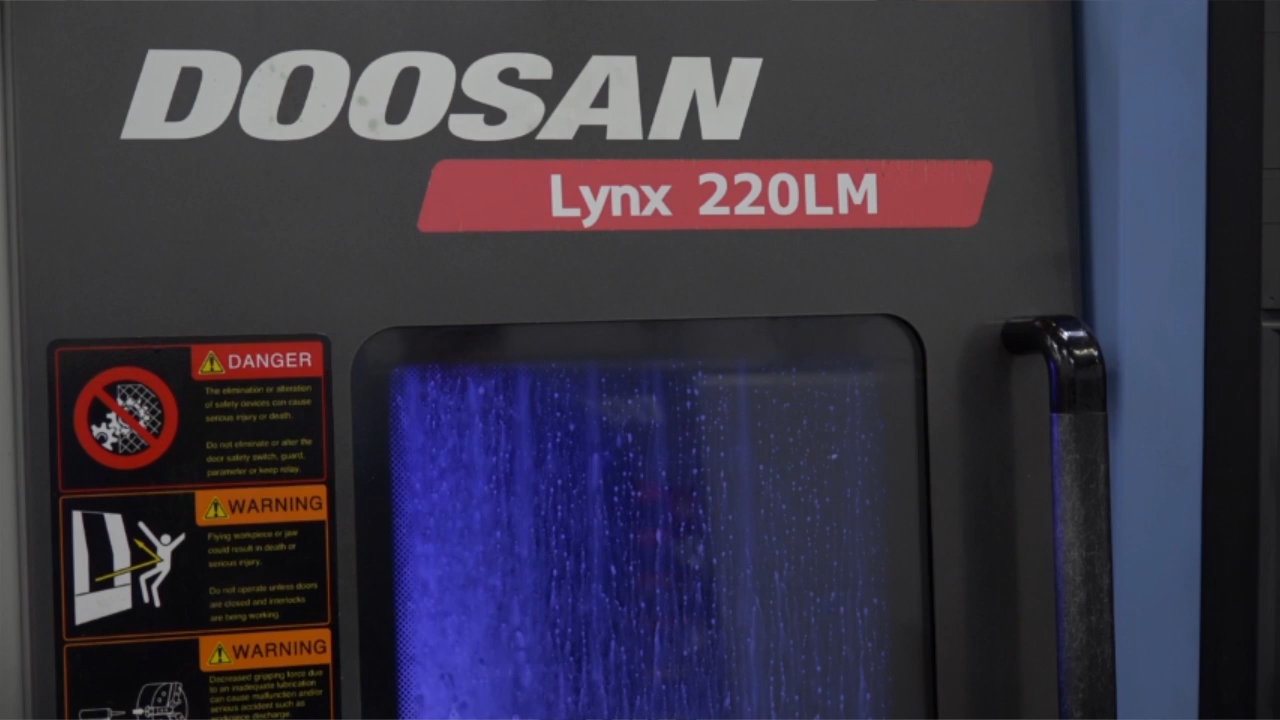 DOOSAN
Lynx 220LM
DANGER
The elimination or alteration
of safety devices can cause
serious injury or death.
Do not eliminate or alter the
door safety switch, guard,
parameter or keep relay.
WARNING
Flying workpiece or jaw
could result in death or
serious injury.
Do not operate unless doors
are closed and interlocks
are being working
WARNING
Decreased gripping force due
to an inadequate lubrication
can cause malfunction and/or
serious accident such as
workpiece discharge.